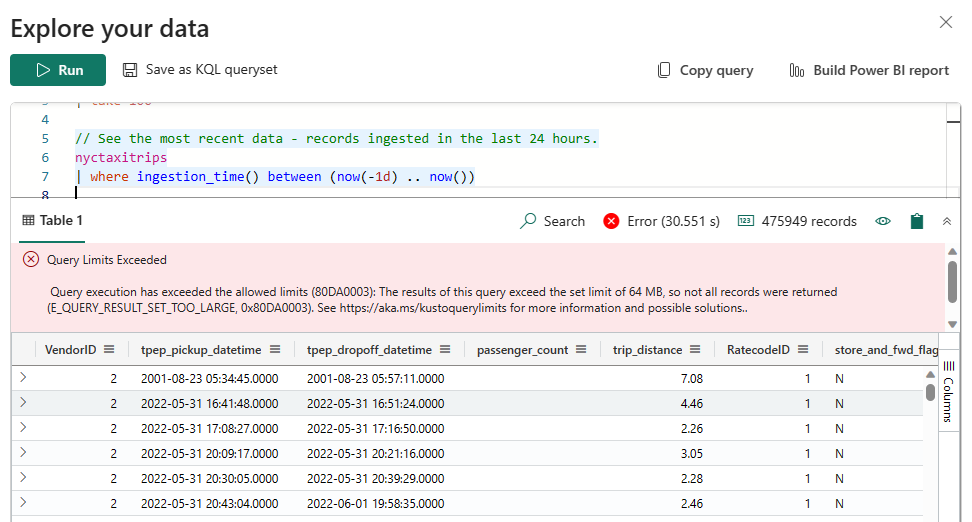 Explore your data
Run
Save as KQL queryset
Copy query
Build Power BI report
3 | take 100
4
5 // See the most recent data - records ingested in the last 24 hours.
6 nyctaxitrips
7 | where ingestion_time() between (now(-1d) .. now())
8
Table 1
Search
Error (30.551 s)
123
475949 records
Query Limits Exceeded
Query execution has exceeded the allowed limits (80DA0003): The results of this query exceed the set limit of 64 MB, so not all records were returned
(E_QUERY_RESULT_SET_TOO_LARGE, 0x80DA0003). See https://aka.ms/kustoquerylimits for more information and possible solutions..
VendorID tpep_pickup_datetime tpep_dropoff_datetime passenger_count trip_distance RatecodeID store_and_fwd_flag
2 2001-08-23 05:34:45.0000 2001-08-23 05:57:11.0000 7.08 1 N
2 2022-05-31 16:41:48.0000 2022-05-31 16:51:24.0000 4.46 1 N
2 2022-05-31 17:08:27.0000 2022-05-31 17:16:50.0000 2.26 1 N
2 2022-05-31 20:09:17.0000 2022-05-31 20:21:16.0000 3.05 1 N
2 2022-05-31 20:30:05.0000 2022-05-31 20:39:29.0000 2.28 1 N
2 2022-05-31 20:43:04.0000 2022-06-01 19:58:35.0000 2.46 1 N
Columns